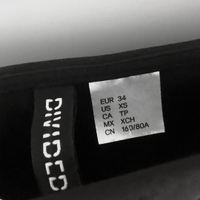 DIVIDED
EUR 34
US XS
CA TP
MX XCH
CN 160/80A